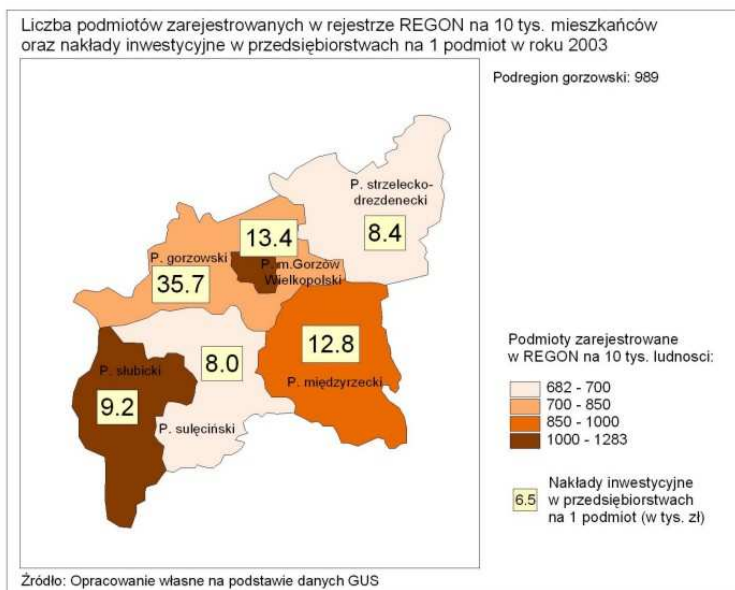 Liczba podmiotów zarejestrowanych w rejestrze REGON na 10 tys. mieszkańców
oraz nakłady inwestycyjne w przedsiębiorstwach na 1 podmiot w roku 2003
Podregion gorzowski: 989
P. strzelecko-
drezdenecki
8.4
13.4
P. gorzowski
P. m.Gorzów
Wielkopolski
35.7
12.8
P. międzyrzecki
8.0
P. słubicki
9.2
P. sulęciński
Podmioty zarejestrowane
w REGON na 10 tys. ludnosci:
682 - 700
700 - 850
850 - 1000
1000 - 1283
6.5
Nakłady inwestycyjne
w przedsiębiorstwach
na 1 podmiot (w tys. zł)
Źródło: Opracowanie własne na podstawie danych GUS